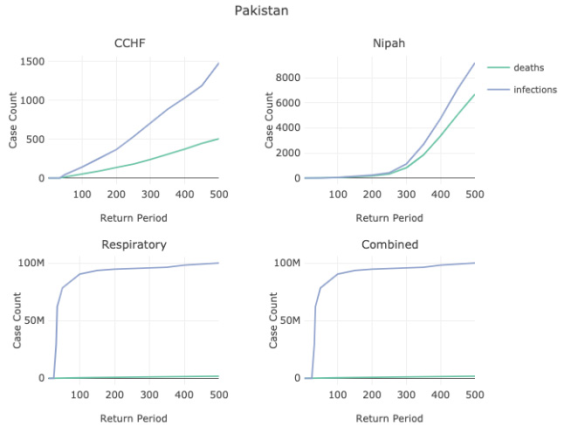 Pakistan
CCHF
Nipah
deaths
infections
1500
1000
500
0
Case Count
100 200 300 400 500
Return Period
8000
6000
4000
2000
0
Case Count
100 200 300 400 500
Return Period
Respiratory
Combined
100M
50M
0
Case Count
100 200 300 400 500
Return Period
100M
50M
0
Case Count
100 200 300 400 500
Return Period